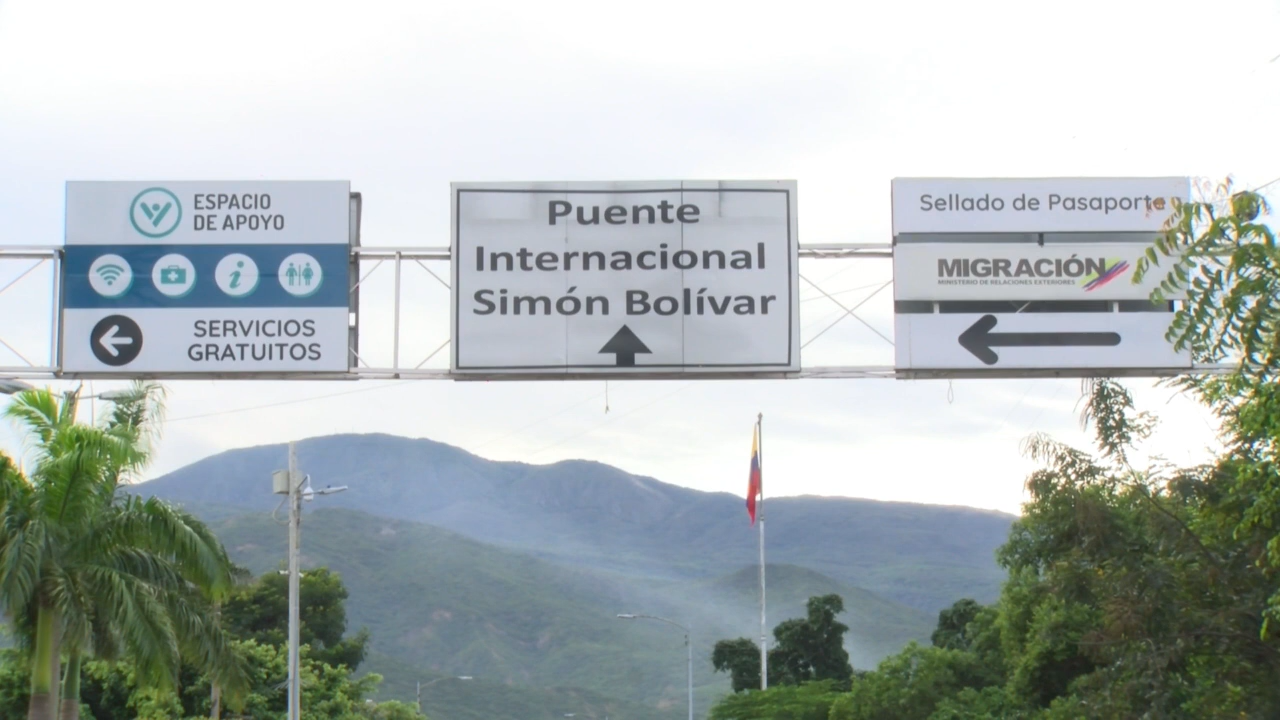 ESPACIO
DE APOYO
SERVICIOS
GRATUITOS
Puente
Internacional
Simón Bolívar
Sellado de Pasaporte
MIGRACIÓN
MINISTERIO DE RELACIONES EXTERIORES